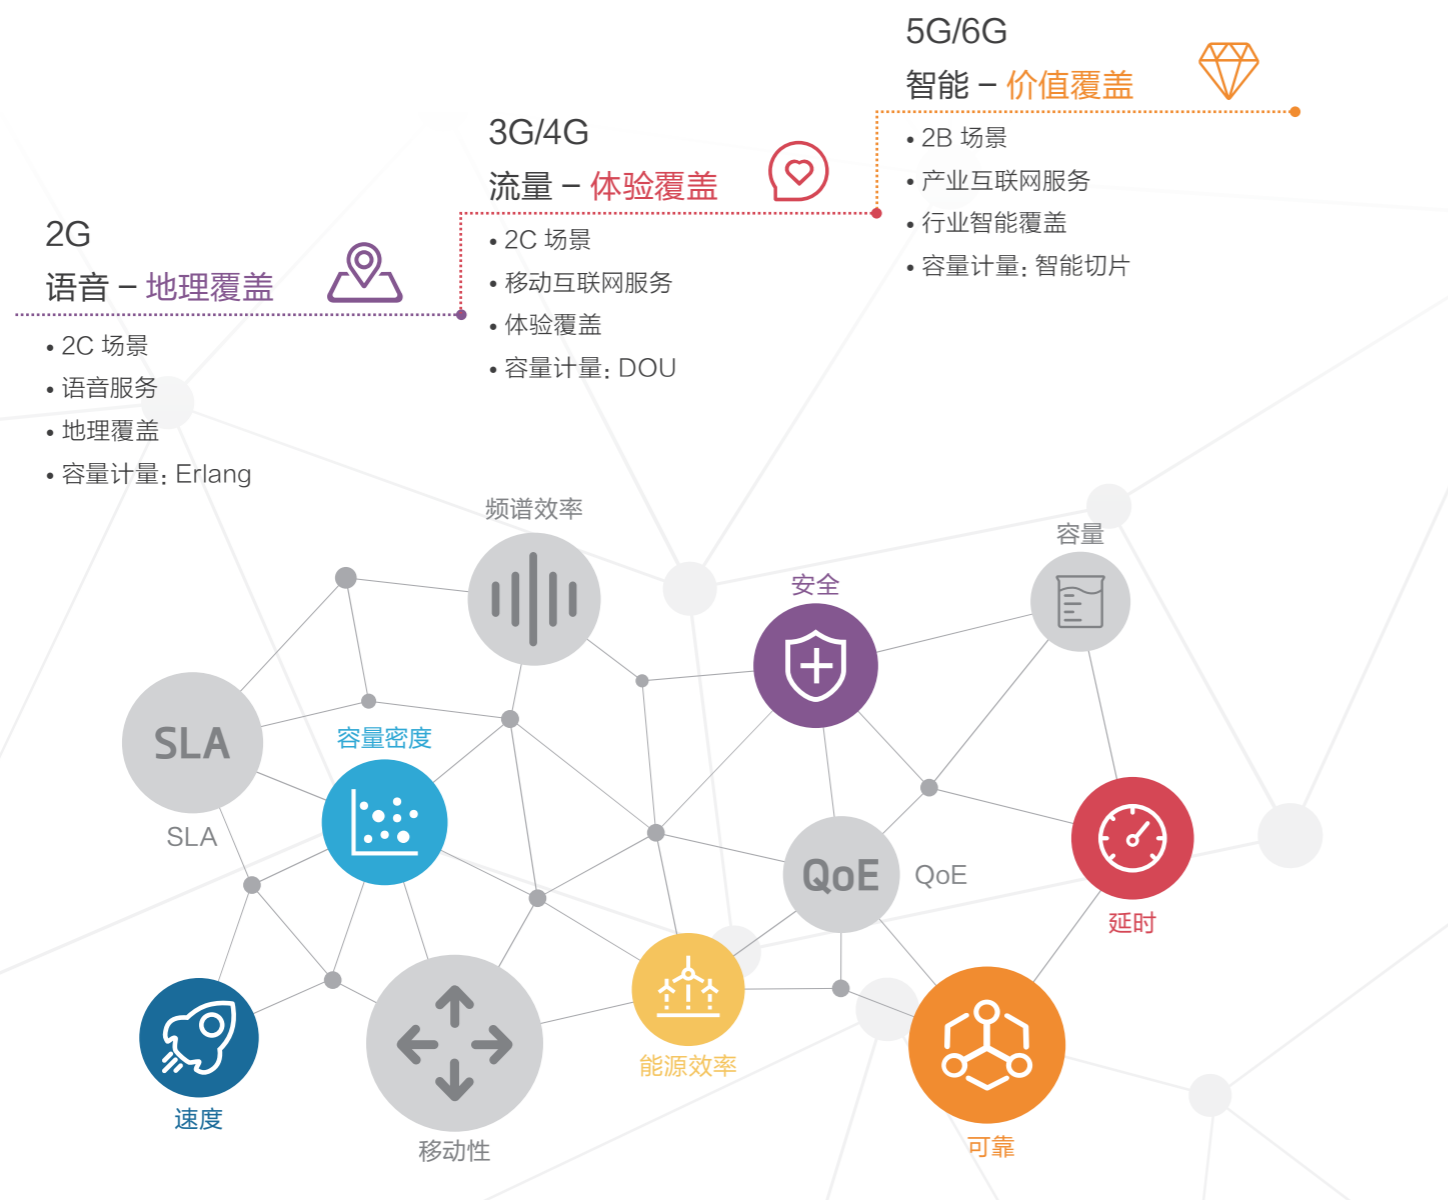 5G/6G
智能 – 价值覆盖
• 2B 场景
• 产业互联网服务
• 行业智能覆盖
• 容量计量: 智能切片
3G/4G
流量 – 体验覆盖
• 2C 场景
• 移动互联网服务
• 体验覆盖
• 容量计量: DOU
2G
语音 – 地理覆盖
• 2C 场景
• 语音服务
• 地理覆盖
• 容量计量: Erlang
频谱效率
容量
安全
SLA
SLA
容量密度
QoE
QoE
延时
能源效率
速度
移动性
可靠